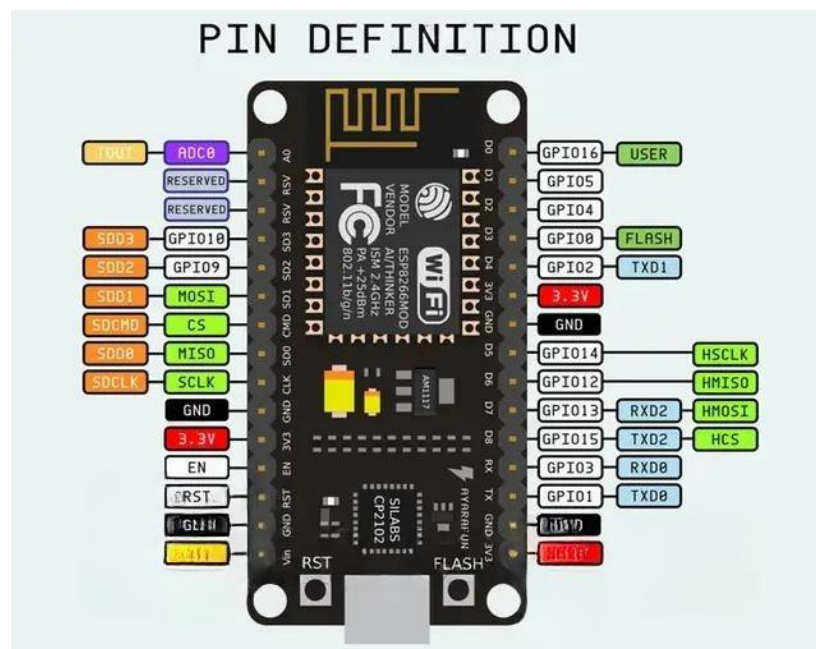 PIN DEFINITION
TOUT ADC0 A0 D0 GPIO16 USER
RESERVED RSV D1 GPIO5
RESERVED RSV D2 GPIO4
SDD3 GPIO10 SD3 D3 GPIO0 FLASH
SDD2 GPIO9 SD2 D4 GPIO2 TXD1
SDD1 MOSI SD1 3V3 3.3V
SDCMD CS CMD GND GND
SDD0 MISO SD0 D5 GPIO14 HSCLK
SDCLK SCLK CLK D6 GPIO12 HMISO
GND GND D7 GPIO13 RXD2 HMOSI
3.3V 3V3 D8 GPIO15 TXD2 HCS
EN EN RX GPIO3 RXD0
RST RST TX GPIO1 TXD0
GND GND
Vin 3V3
MODEL ESP8266MOD
VENDOR AI/THINKER
ISM 2.4GHz
PA +25dBm
802.11b/g/n
FC
Wi Fi
AM1117
SILABS
CP2102
AYARAFUN
RST FLASH